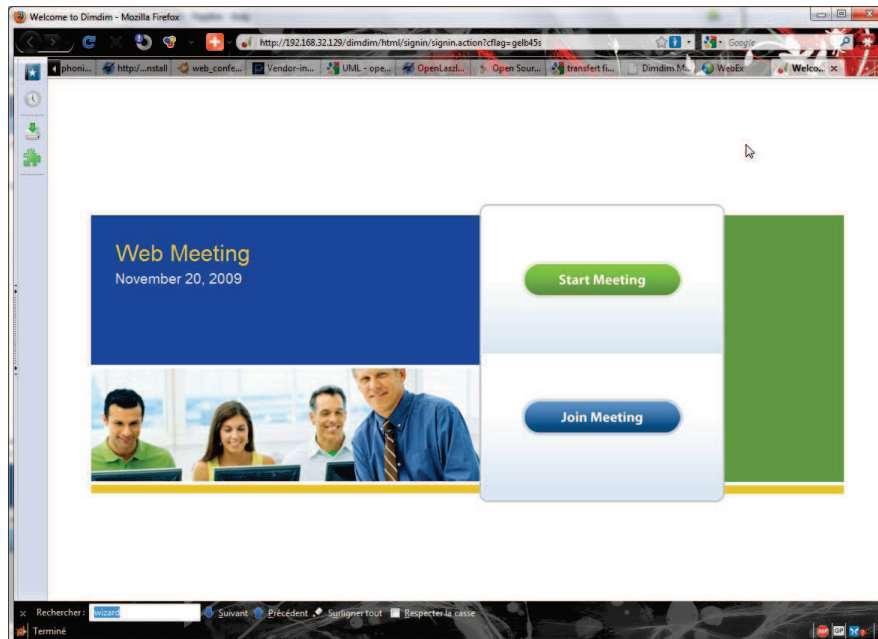 Welcome to Dimdim - Mozilla Firefox
http://192.168.32.129/dimdim/html/signin/signin.action?cflag=gelb45s
Google
phoni... http:/...nstall web_confe... Vendor-in... UML - ope... OpenLaszl... Open Sour... transfert fi... Dimdim M... WebEx Welco...
Web Meeting
November 20, 2009
Start Meeting
Join Meeting
Rechercher: wizard Suivant Précédent Surligner tout Respecter la casse
Terminé
GP